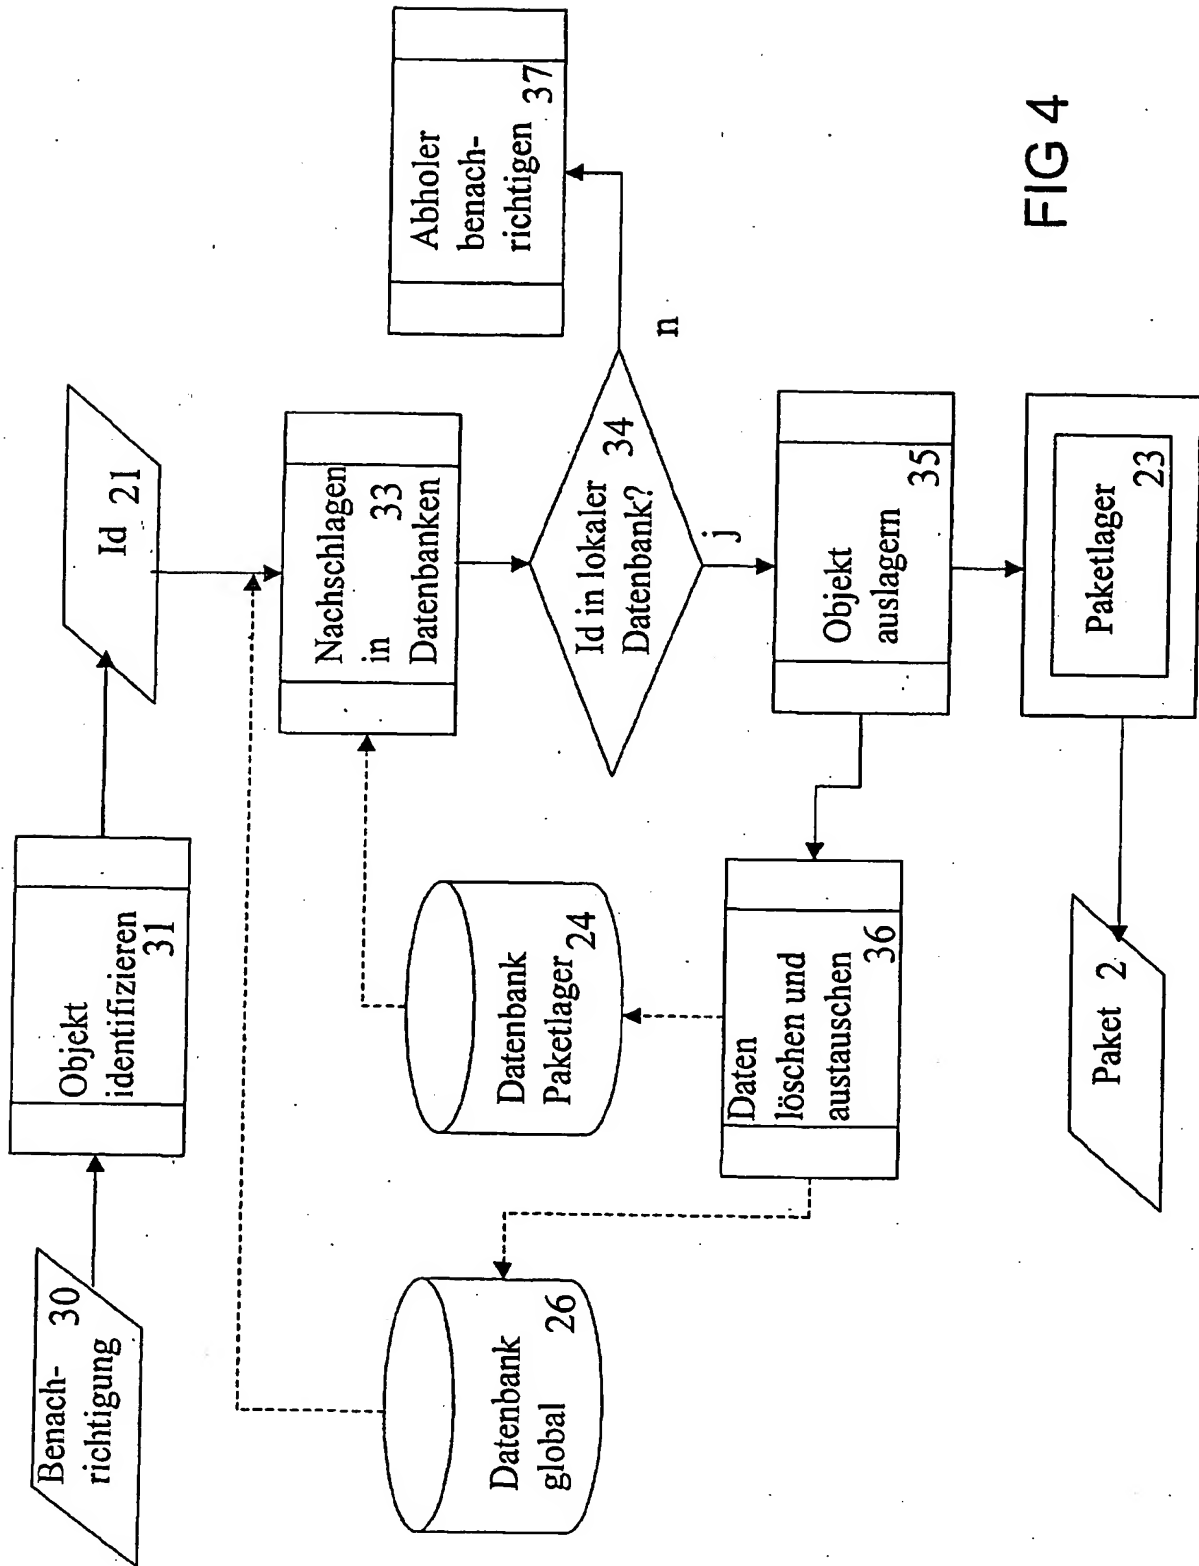 Benach-
richtigung 30
Objekt
identifizieren
31
Id 21
Datenbank
global 26
Datenbank
Paketlager 24
Nachschlagen
in 33
Datenbanken
Abholer
benach-
richtigen 37
n
Id in lokaler
Datenbank? 34
j
Daten
löschen und
austauschen 36
Objekt
auslagern 35
Paket 2
Paketlager
23
FIG 4